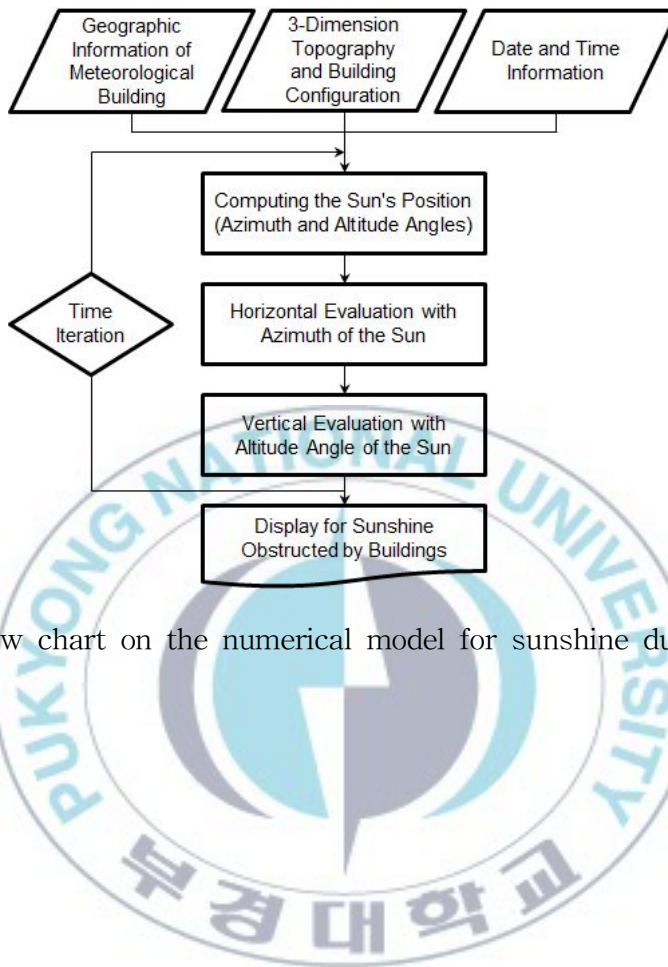 Geographic
Information of
Meteorological
Building
3-Dimension
Topography
and Building
Configuration
Date and Time
Information
Computing the Sun's Position
(Azimuth and Altitude Angles)
Time
Iteration
Horizontal Evaluation with
Azimuth of the Sun
Vertical Evaluation with
Altitude Angle of the Sun
Display for Sunshine
Obstructed by Buildings
chart on the numerical model for sunshine
PUKYONG NATIONAL UNIVERSITY
부경대학교